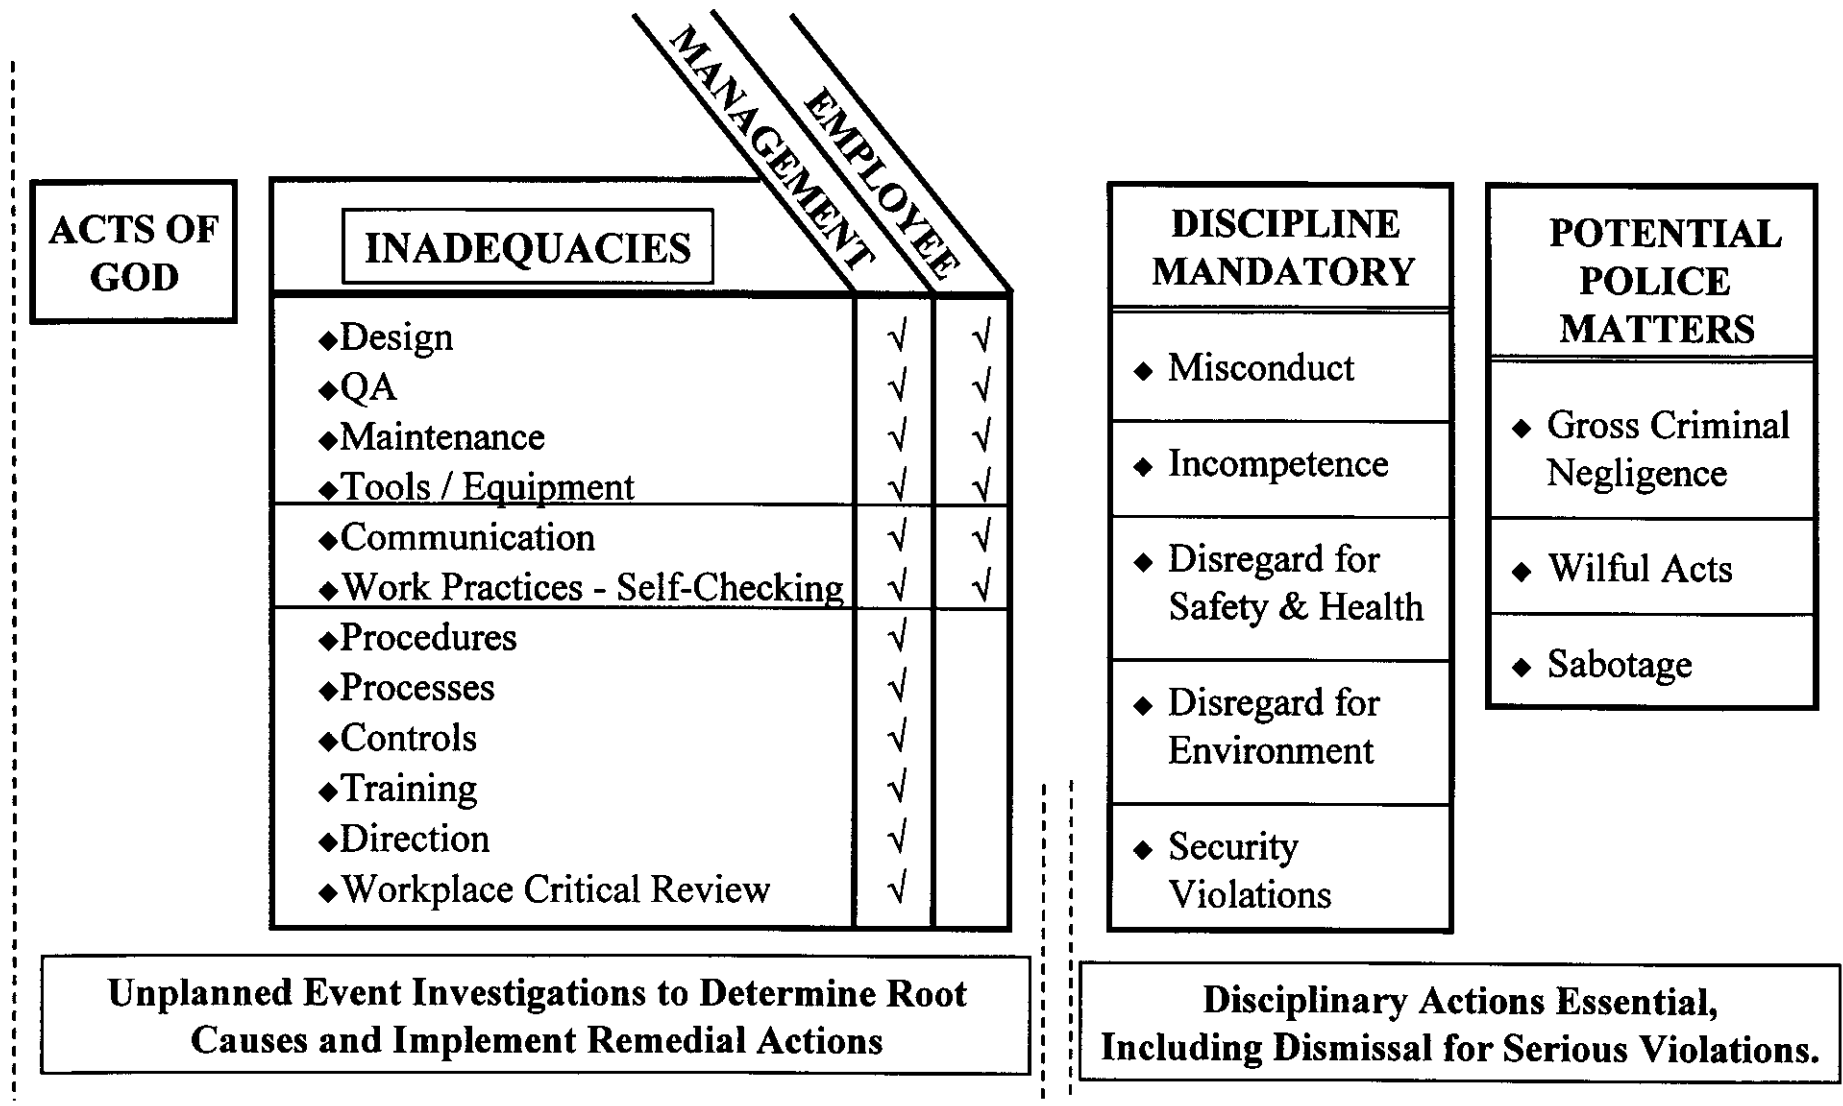 MANAGEMENT
EMPLOYEE
ACTS OF
GOD
INADEQUACIES
◆Design √ √
◆QA √ √
◆Maintenance √ √
◆Tools / Equipment √ √
◆Communication √ √
◆Work Practices - Self-Checking √ √
◆Procedures √
◆Processes √
◆Controls √
◆Training √
◆Direction √
◆Workplace Critical Review √
Unplanned Event Investigations to Determine Root
Causes and Implement Remedial Actions
DISCIPLINE
MANDATORY
◆ Misconduct
◆ Incompetence
◆ Disregard for
Safety & Health
◆ Disregard for
Environment
◆ Security
Violations
POTENTIAL
POLICE
MATTERS
◆ Gross Criminal
Negligence
◆ Wilful Acts
◆ Sabotage
Disciplinary Actions Essential,
Including Dismissal for Serious Violations.